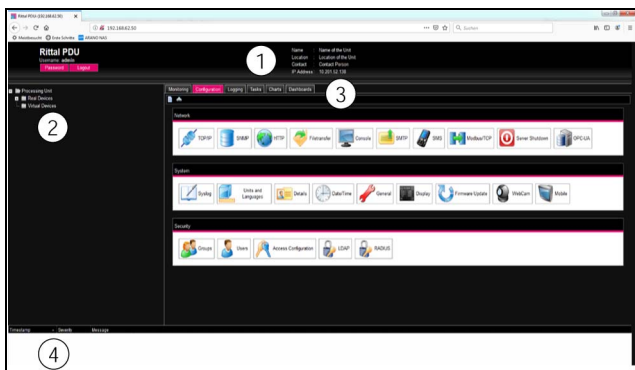 Rittal PDU (192.168.62.50)
192.168.62.50
Suchen
Meistbesucht Erste Schritte ARANO NAS
Rittal PDU
Username: admin
Password Logout
1
Name : Name of the Unit
Location : Location of the Unit
Contact : Contact Person
IP Address : 10.201.62.138
Processing Unit
Real Devices
Virtual Devices
2
Monitoring Configuration Logging Tasks Charts Dashboards
3
Network
TCP/IP SNMP HTTP Filetransfer Console SMTP SMS Modbus/TCP Server Shutdown OPC-UA
System
Syslog Units and Languages Details Date/Time General Display Firmware Update WebCam Mobile
Security
Groups Users Access Configuration LDAP RADIUS
Timestamp Severity Message
4